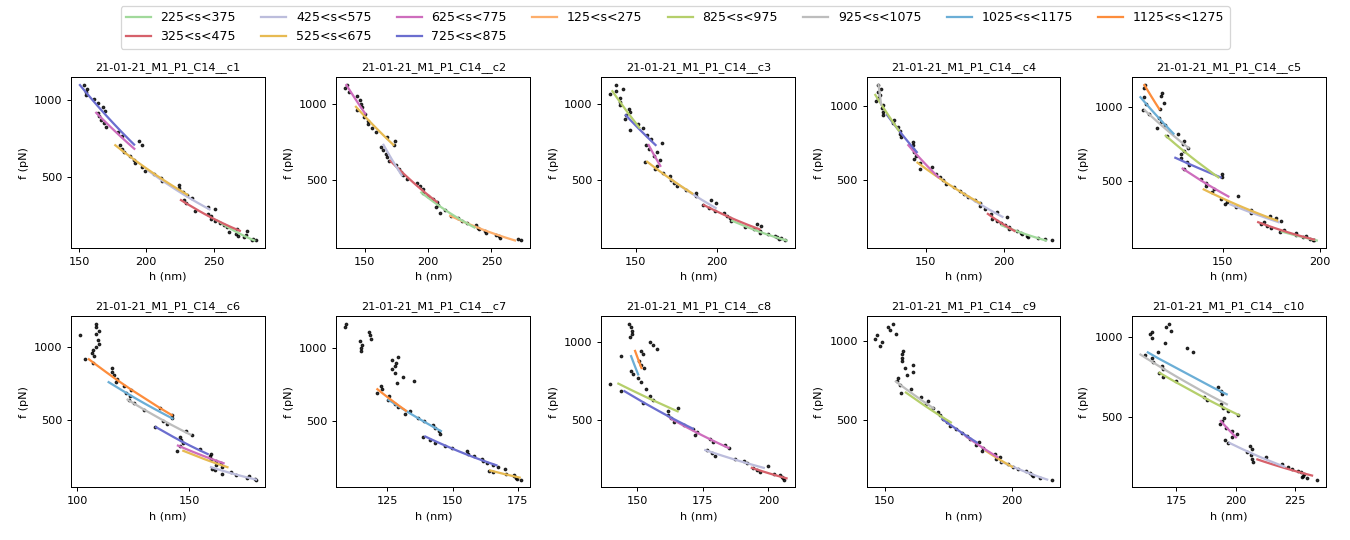 225<s<375 425<s<575 625<s<775 125<s<275 825<s<975 925<s<1075 1025<s<1175 1125<s<1275
325<s<475 525<s<675 725<s<875
21-01-21_M1_P1_C14__c1 21-01-21_M1_P1_C14__c2 21-01-21_M1_P1_C14__c3 21-01-21_M1_P1_C14__c4 21-01-21_M1_P1_C14__c5
1000 1000 1000 1000 1000
f (pN) f (pN) f (pN) f (pN) f (pN)
500 500 500 500 500
150 200 250 150 200 250 150 200 150 200 150 200
h (nm) h (nm) h (nm) h (nm) h (nm)
21-01-21_M1_P1_C14__c6 21-01-21_M1_P1_C14__c7 21-01-21_M1_P1_C14__c8 21-01-21_M1_P1_C14__c9 21-01-21_M1_P1_C14__c10
1000 1000 1000 1000 1000
f (pN) f (pN) f (pN) f (pN) f (pN)
500 500 500 500 500
100 150 125 150 175 150 175 200 150 200 175 200 225
h (nm) h (nm) h (nm) h (nm) h (nm)